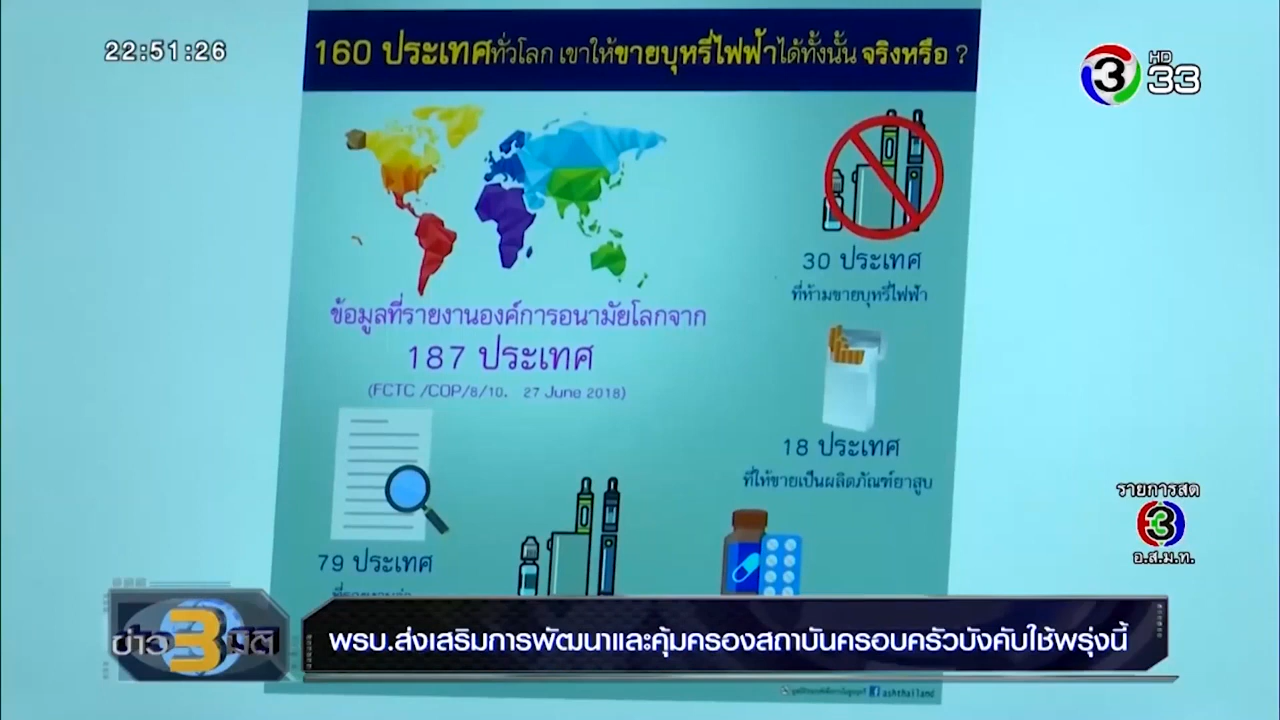 22:51:26
160 ประเทศทั่วโลก เขาให้ขายบุหรี่ไฟฟ้าได้ทั้งนั้น จริงหรือ ?
3 HD 33
30 ประเทศ
ที่ห้ามขายบุหรี่ไฟฟ้า
ข้อมูลที่รายงานองค์การอนามัยโลกจาก
187 ประเทศ
(FCTC /COP/8/10. 27 June 2018)
18 ประเทศ
ที่ให้ขายเป็นผลิตภัณฑ์ยาสูบ
รายการสด
3
อ.ส.ม.ท.
79 ประเทศ
ข่าว 3 มิติ
พรบ.ส่งเสริมการพัฒนาและคุ้มครองสถาบันครอบครัวบังคับใช้พรุ่งนี้
ashthailand